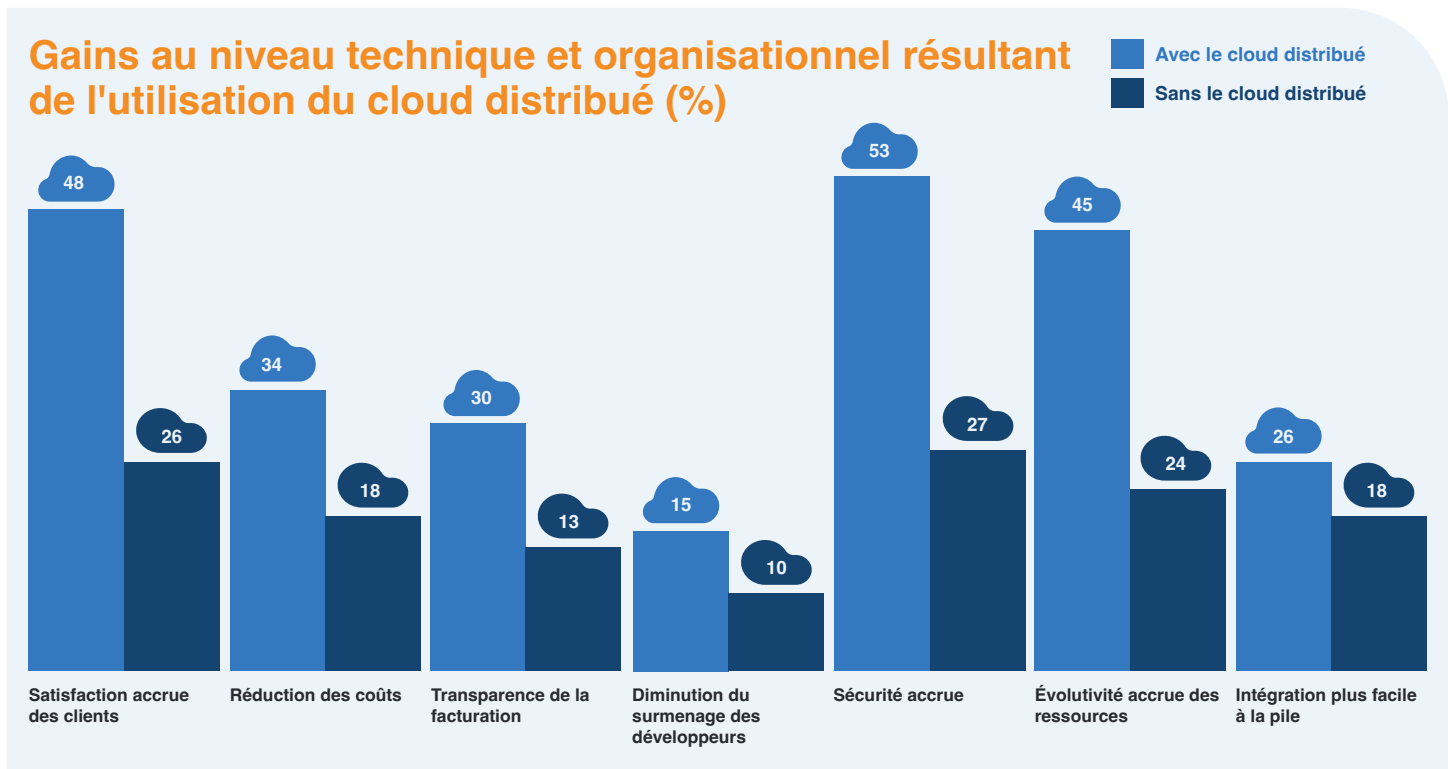 Gains au niveau technique et organisationnel résultant
de l'utilisation du cloud distribué (%)
Avec le cloud distribué
Sans le cloud distribué
48
26
34
18
30
13
15
10
53
27
45
24
26
18
Satisfaction accrue
des clients
Réduction des coûts
Transparence de la
facturation
Diminution du
surmenage des
développeurs
Sécurité accrue
Évolutivité accrue des
ressources
Intégration plus facile
à la pile